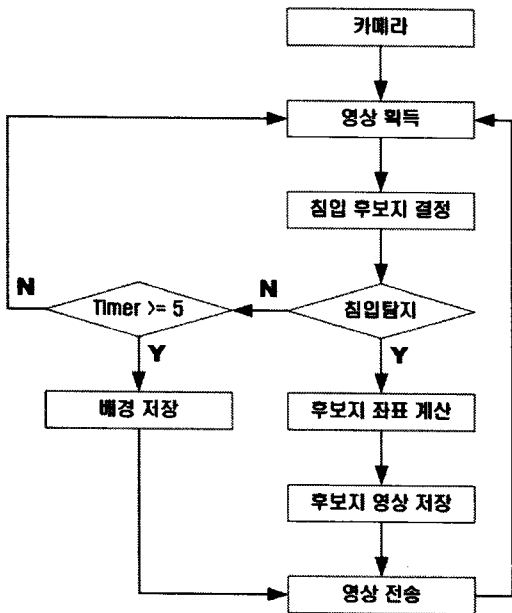 카메라
영상 획득
침입 후보지 결정
N
Timer >= 5
N
침입탐지
Y
Y
배경 저장
후보지 좌표 계산
후보지 영상 저장
영상 전송